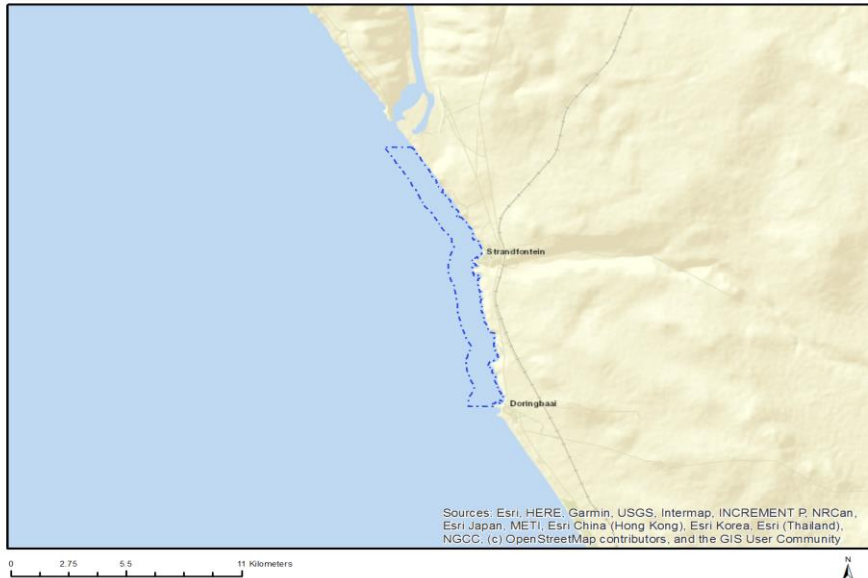 Strandfontein
Doringbaai
Sources: Esri, HERE, Garmin, USGS, Intermap, INCREMENT P, NRCan,
Esri Japan, METI, Esri China (Hong Kong), Esri Korea, Esri (Thailand),
NGCC, (c) OpenStreetMap contributors, and the GIS User Community
0 2.75 5.5 11 Kilometers
N